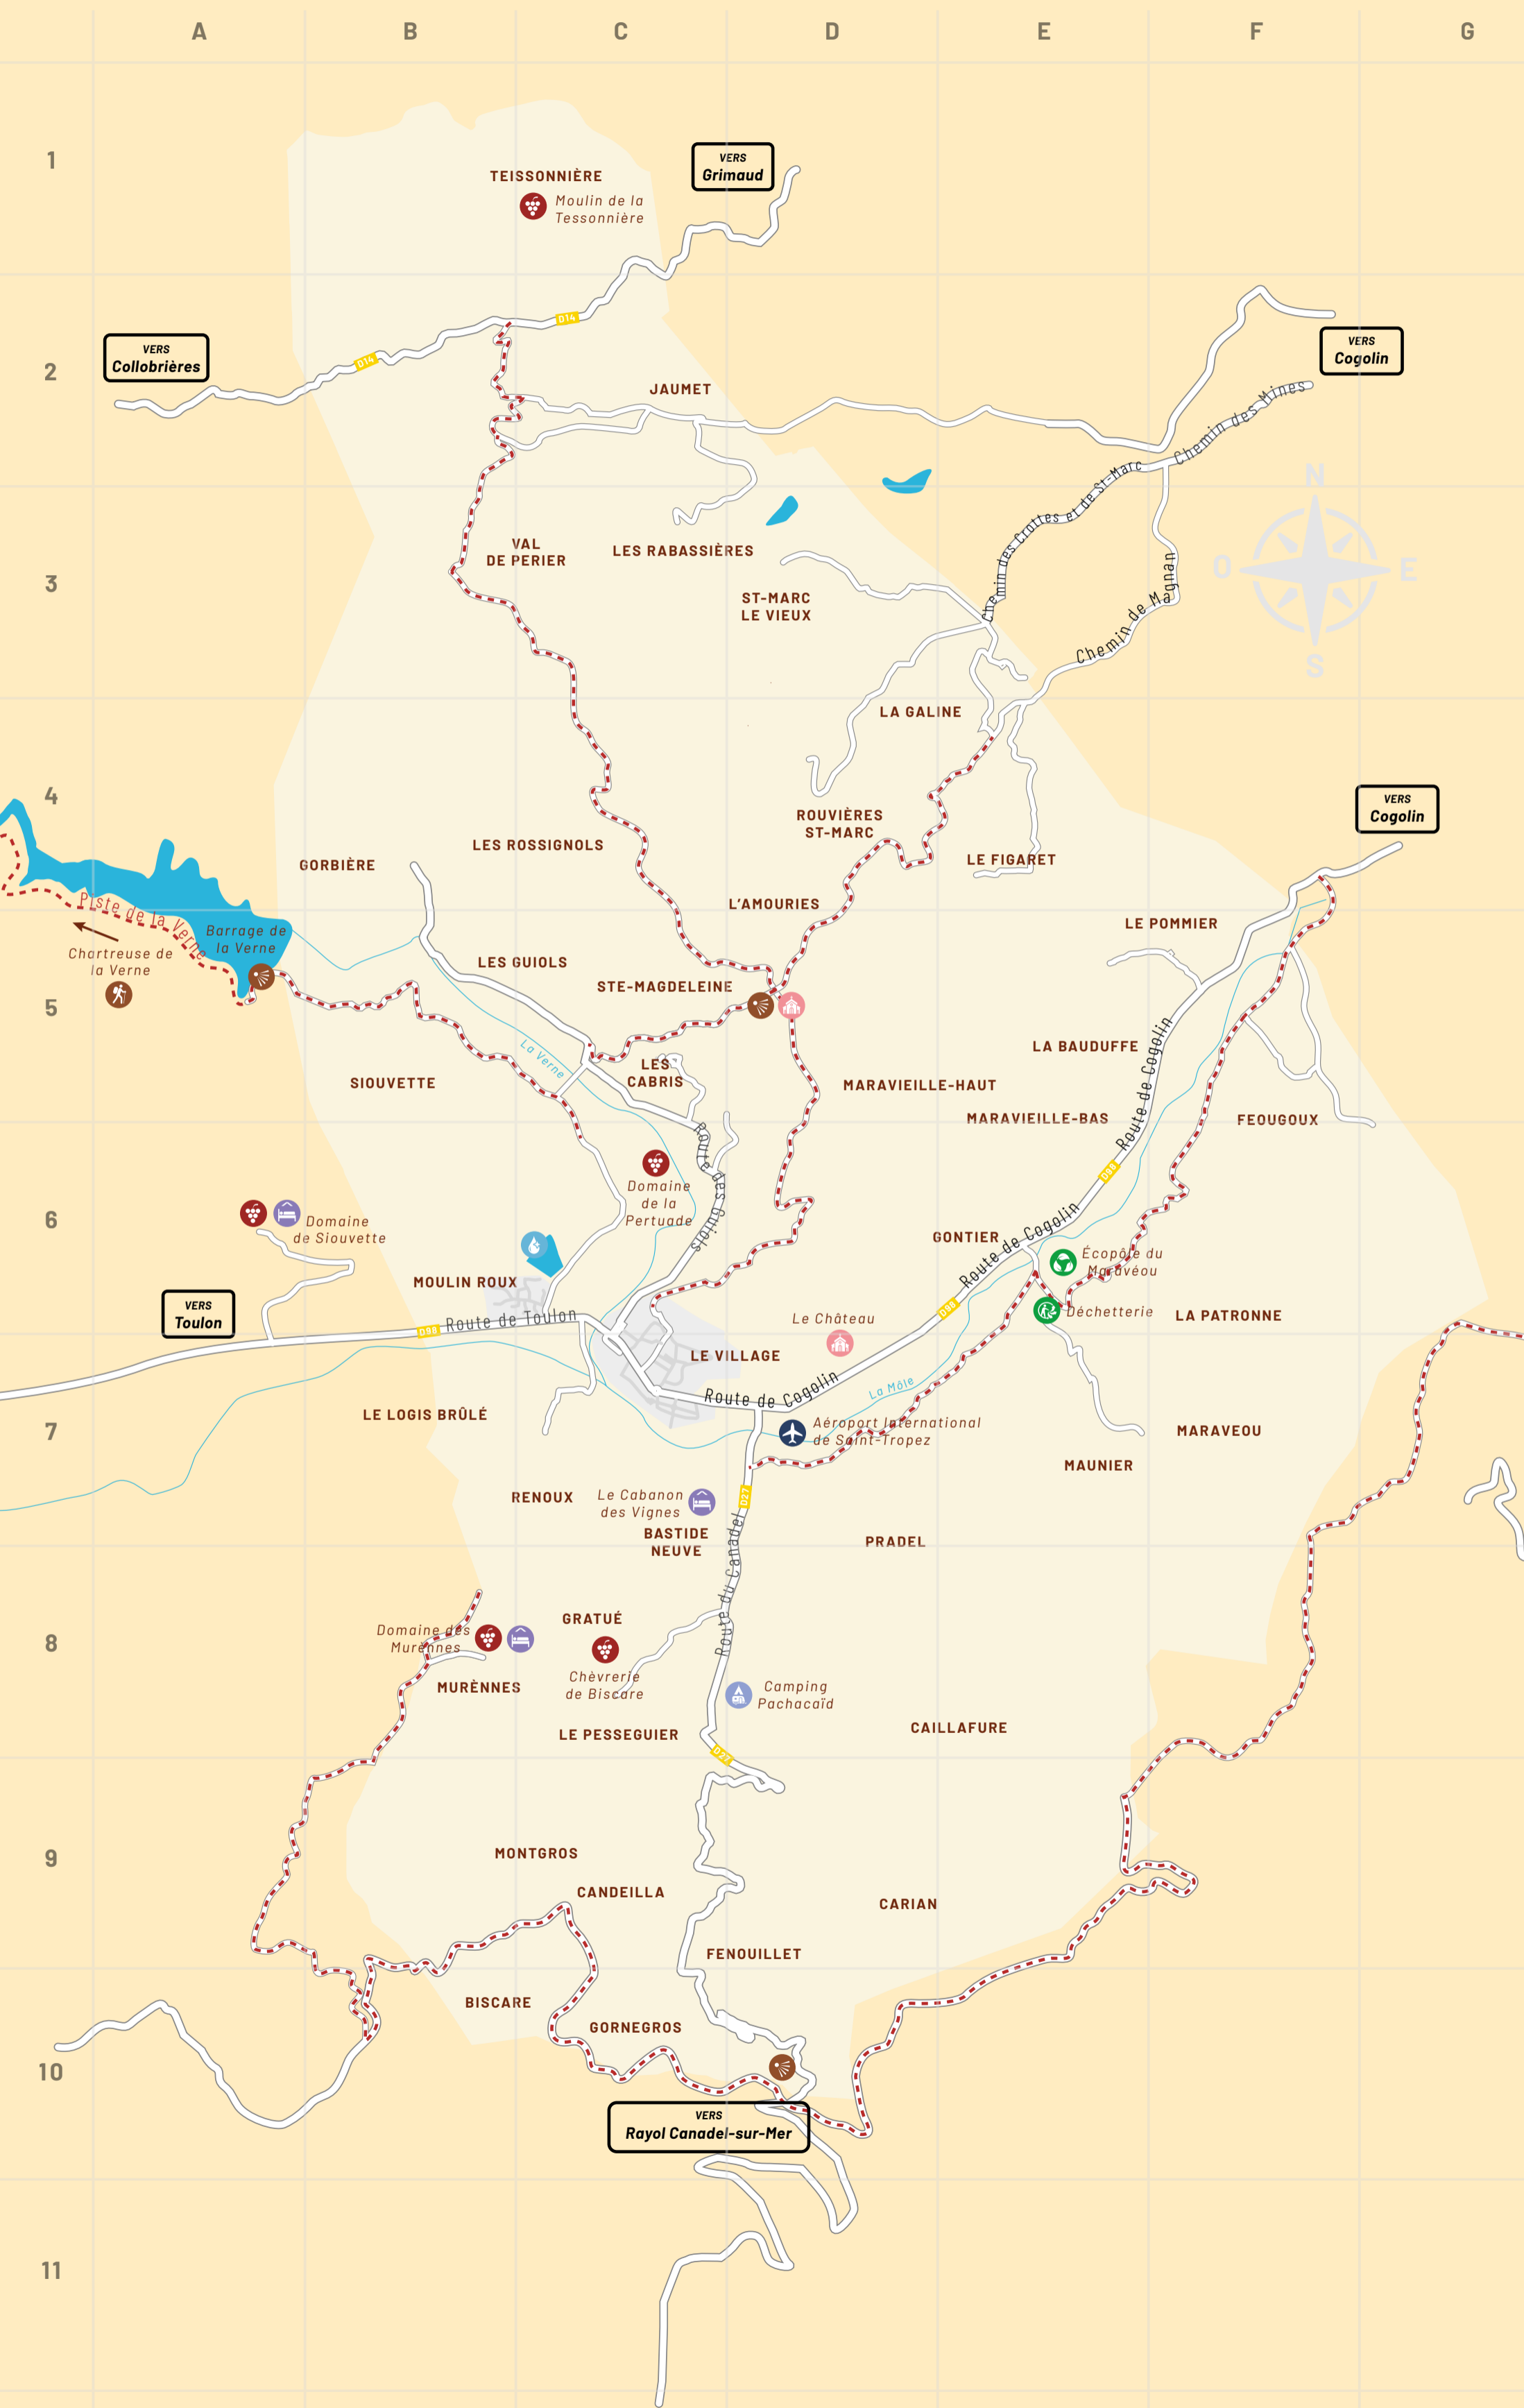 A B C D E F G
1
TEISSONNIÈRE
Moulin de la
Tessonnière
VERS
Grimaud
D14
VERS
Collobrières
D14
2
JAUMET
VERS
Cogolin
Chemin des Mines
Chemin des Crottes et de St-Marc
N
O
E
S
VAL
DE PERIER
LES RABASSIÈRES
3
ST-MARC
LE VIEUX
Chemin de Magnan
LA GALINE
4
ROUVIÈRES
ST-MARC
VERS
Cogolin
LES ROSSIGNOLS
GORBIÈRE
LE FIGARET
L'AMOURIES
LE POMMIER
Piste de la Verne
Barrage de
la Verne
Chartreuse de
la Verne
LES GUIOLS
STE-MAGDELEINE
5
La Verne
LES
CABRIS
SIOUVETTE
LA BAUDUFFE
MARAVIEILLE-HAUT
MARAVIEILLE-BAS
Route de Cogolin
FEOUGOUX
Route des Guiols
D98
Domaine
de la
Pertuade
6
Domaine
de Siouvette
GONTIER
Route de Cogolin
Écopôle du
Maravéou
MOULIN ROUX
VERS
Toulon
D98
Route de Toulon
D98
Le Château
Déchetterie
LA PATRONNE
LE VILLAGE
Route de Cogolin
La Môle
LE LOGIS BRÛLÉ
7
Aéroport International
de Saint-Tropez
MARAVEOU
MAUNIER
RENOUX
Le Cabanon
des Vignes
D27
BASTIDE
NEUVE
PRADEL
Route du Canadel
GRATUÉ
Domaine des
Murènnes
8
Chèvrerie
de Biscare
MURÈNNES
Camping
Pachacaïd
LE PESSEGUIER
CAILLAFURE
D27
9
MONTGROS
CANDEILLA
CARIAN
FENOUILLET
BISCARE
GORNEGROS
10
VERS
Rayol Canadel-sur-Mer
11